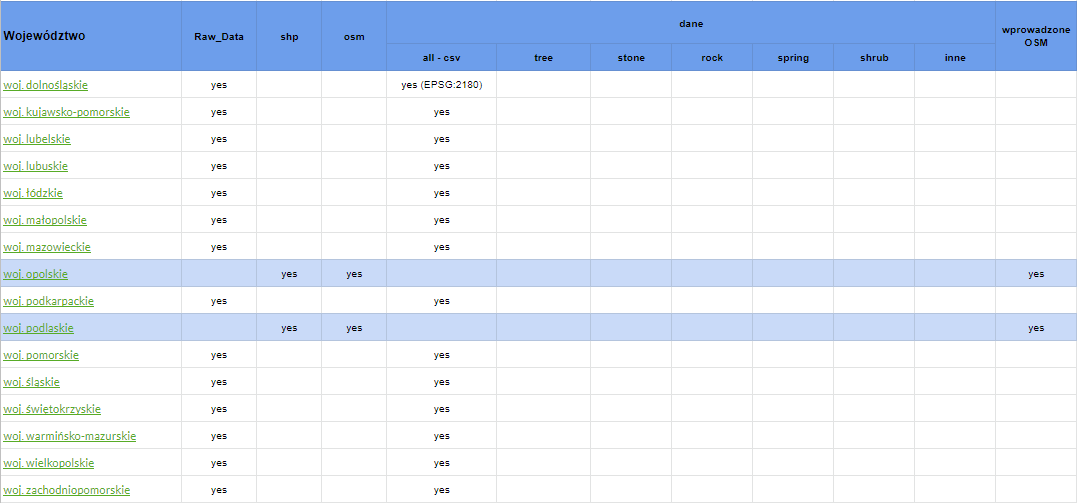 Województwo Raw_Data shp osm dane wprowadzone OSM
all - csv tree stone rock spring shrub inne
woj. dolnośląskie yes yes (EPSG:2180)
woj. kujawsko-pomorskie yes yes
woj. lubelskie yes yes
woj. lubuskie yes yes
woj. łódzkie yes yes
woj. małopolskie yes yes
woj. mazowieckie yes yes
woj. opolskie yes yes yes
woj. podkarpackie yes yes
woj. podlaskie yes yes yes
woj. pomorskie yes yes
woj. śląskie yes yes
woj. świetokrzyskie yes yes
woj. warmińsko-mazurskie yes yes
woj. wielkopolskie yes yes
woj. zachodniopomorskie yes yes